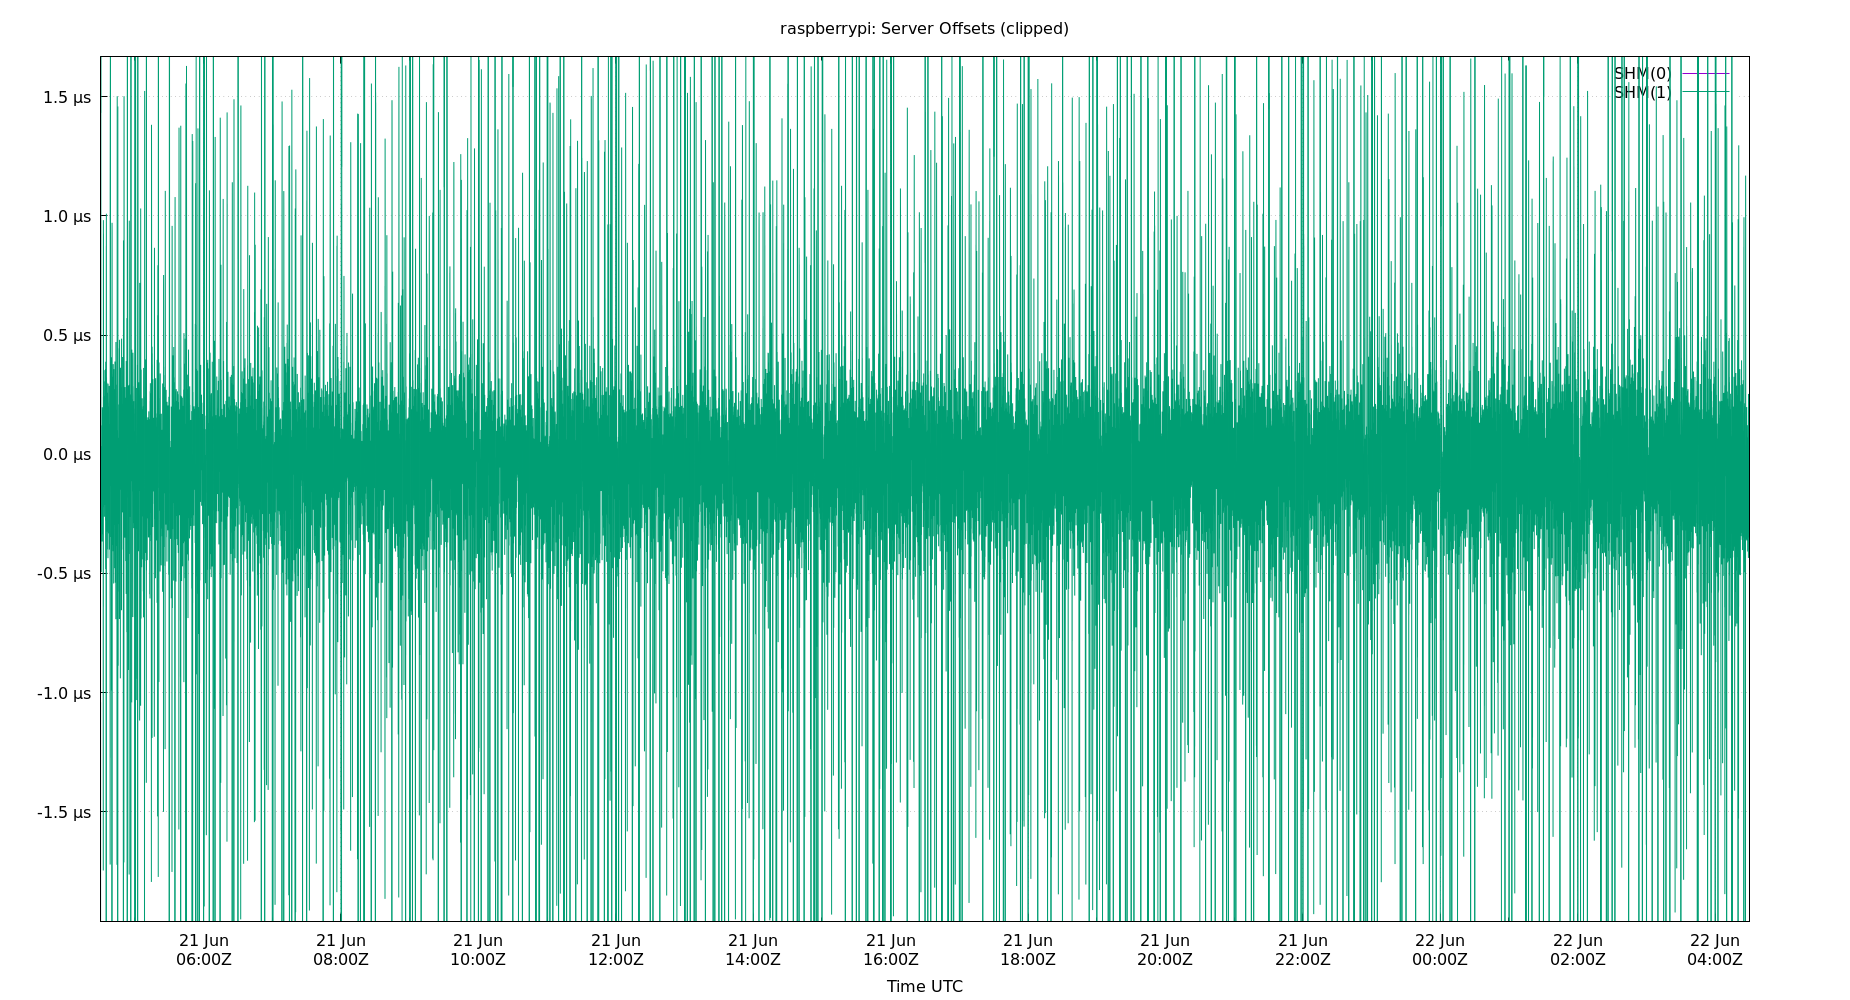 raspberrypi: Server Offsets (clipped)
SHM(0)
SHM(1)
1.5 µs
1.0 µs
0.5 µs
0.0 µs
-0.5 µs
-1.0 µs
-1.5 µs
21 Jun 21 Jun 21 Jun 21 Jun 21 Jun 21 Jun 21 Jun 21 Jun 21 Jun 22 Jun 22 Jun 22 Jun
06:00Z 08:00Z 10:00Z 12:00Z 14:00Z 16:00Z 18:00Z 20:00Z 22:00Z 00:00Z 02:00Z 04:00Z
Time UTC